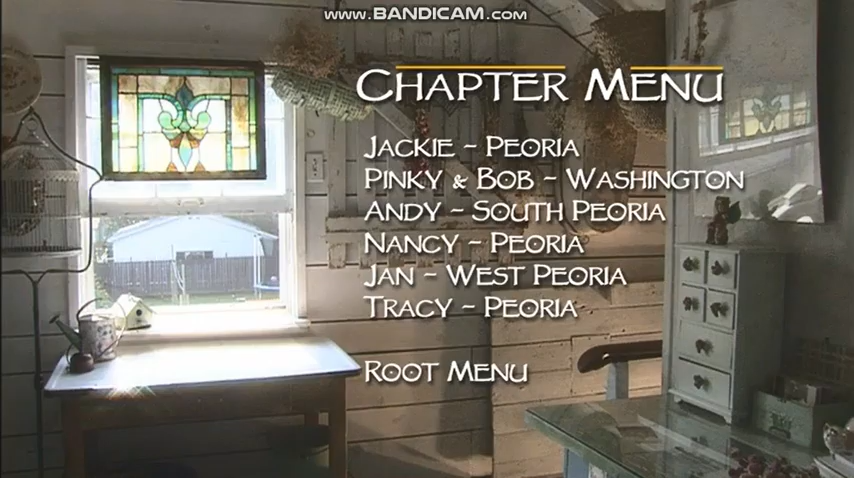 www.BANDICAM.com
Chapter Menu
Jackie - Peoria
Pinky & Bob - Washington
Andy - South Peoria
Nancy - Peoria
Jan - West Peoria
Tracy - Peoria
Root Menu